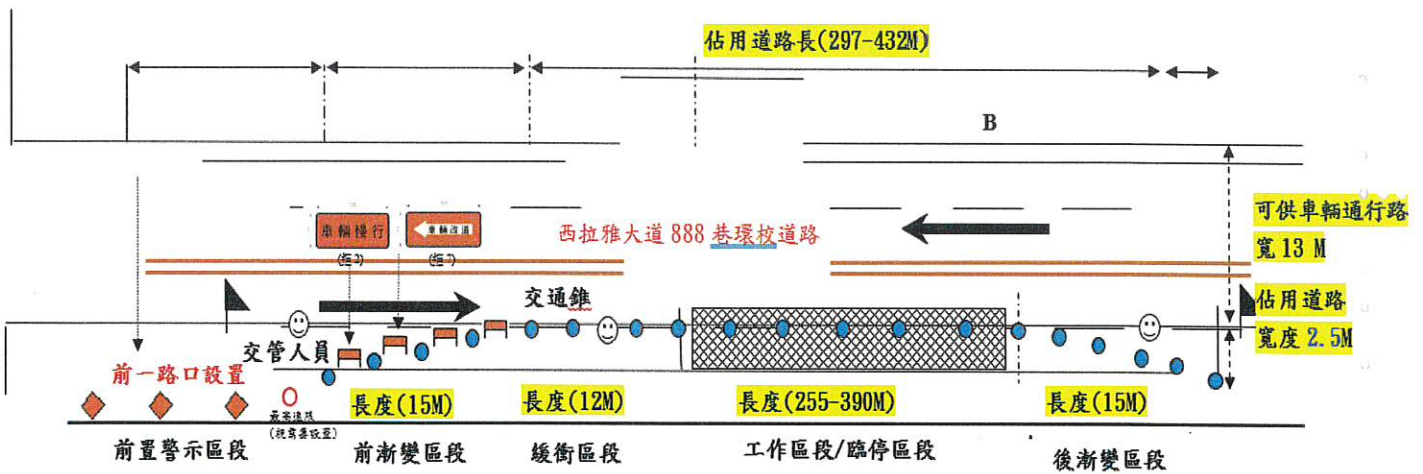 佔用道路長(297-432M)
B
車輛慢行
車輛改道
西拉雅大道 888 巷環校道路
可供車輛通行路
寬 13 M
交通錐
佔用道路
寬度 2.5M
交管人員
前一路口設置
長度(15M)
長度(12M)
長度(255-390M)
長度(15M)
(視需要設置)
前置警示區段
前漸變區段
緩衝區段
工作區段/臨停區段
後漸變區段